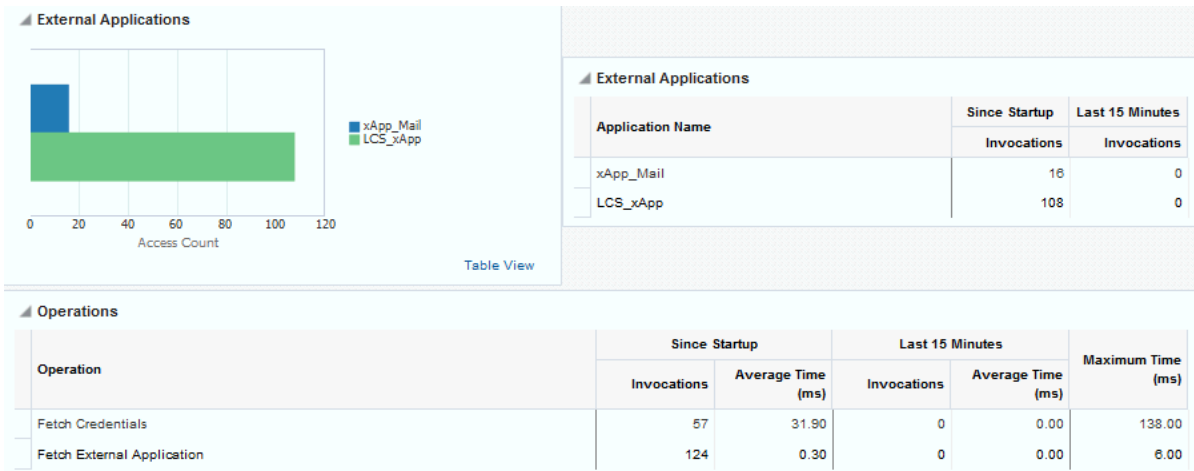 External Applications
xApp_Mail
LCS_xApp
0 20 40 60 80 100 120
Access Count
Table View
External Applications
Application Name Since Startup Last 15 Minutes
Invocations Invocations
xApp_Mail 16 0
LCS_xApp 108 0
Operations
Operation Since Startup Last 15 Minutes Maximum Time (ms)
Invocations Average Time (ms) Invocations Average Time (ms)
Fetch Credentials 57 31.90 0 0.00 138.00
Fetch External Application 124 0.30 0 0.00 6.00